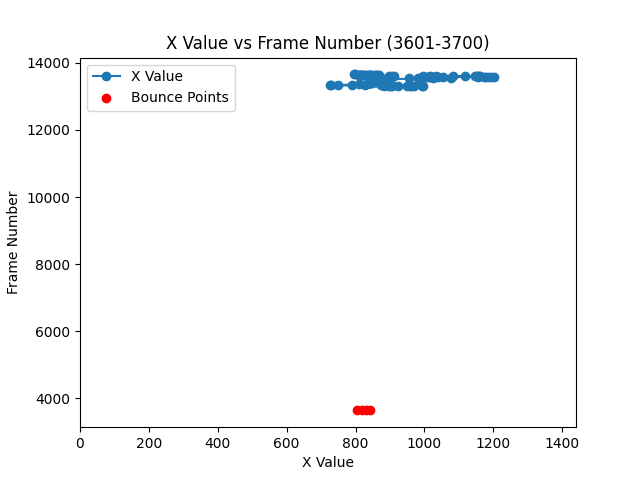 X Value vs Frame Number (3601-3700)
X Value
Bounce Points
Frame Number
14000
12000
10000
8000
6000
4000
0 200 400 600 800 1000 1200 1400
X Value